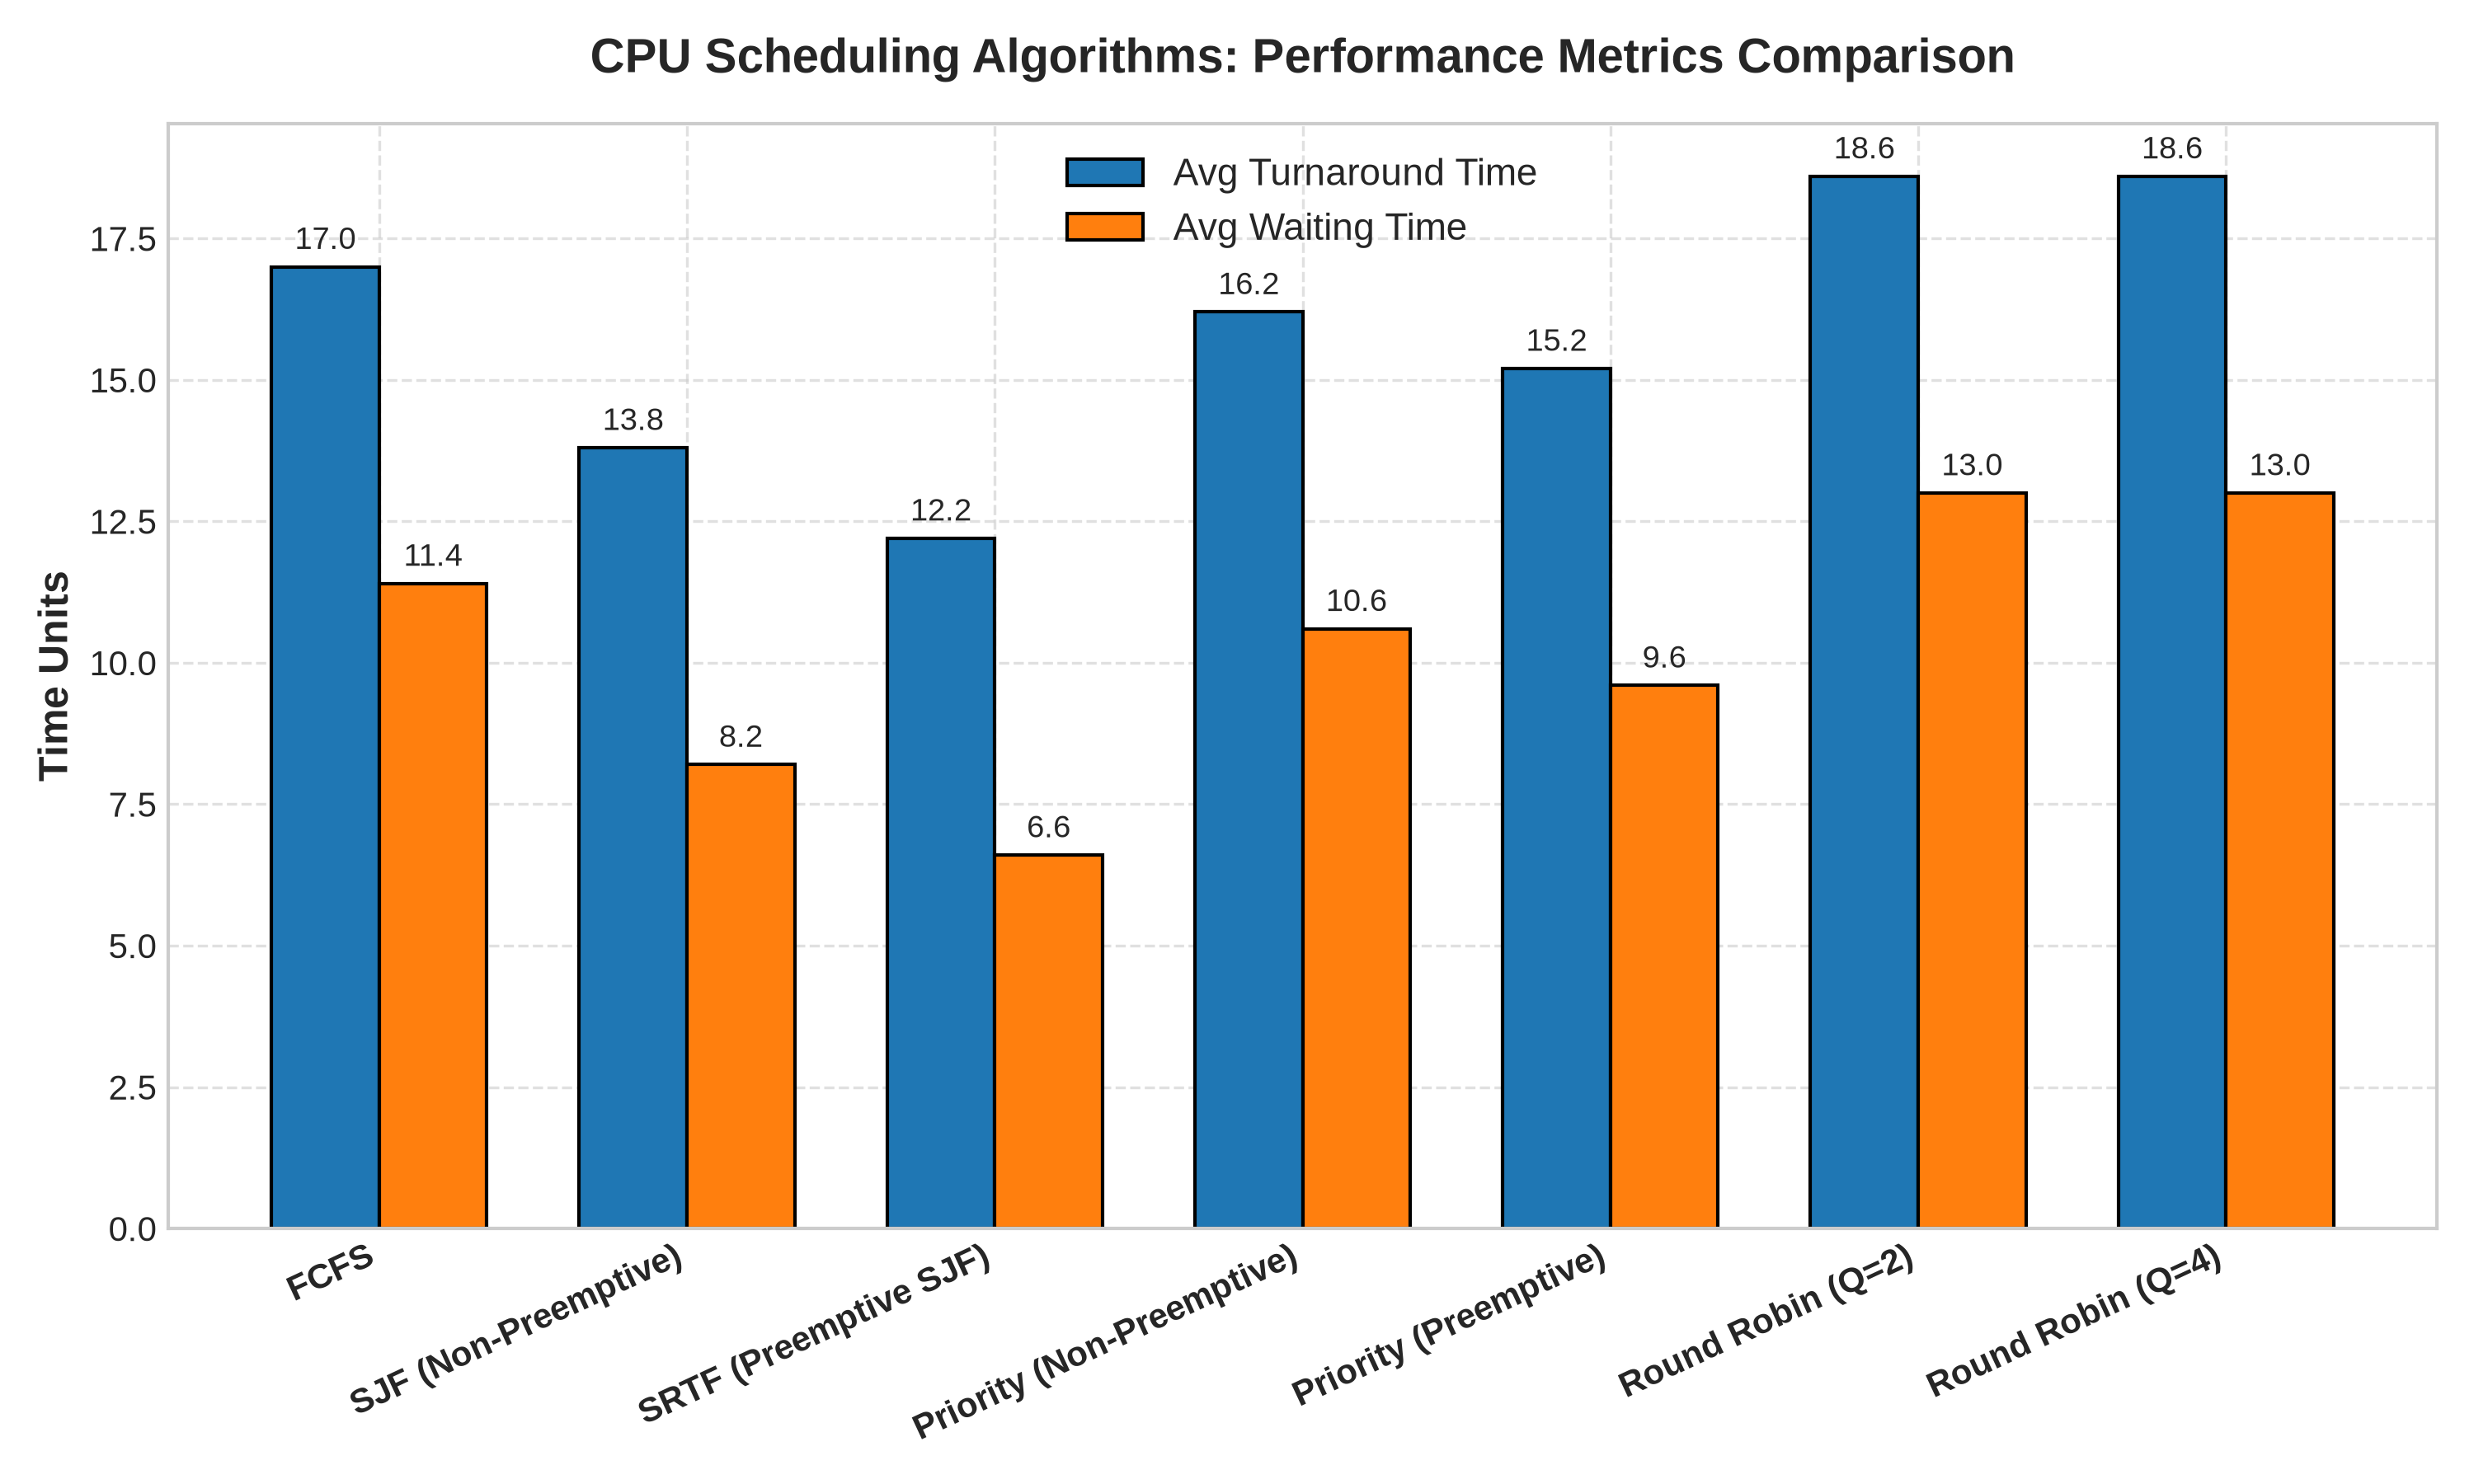 CPU Scheduling Algorithms: Performance Metrics Comparison
Avg Turnaround Time
Avg Waiting Time
Time Units
17.5
15.0
12.5
10.0
7.5
5.0
2.5
0.0
17.0
11.4
13.8
8.2
12.2
6.6
16.2
10.6
15.2
9.6
18.6
13.0
18.6
13.0
FCFS
SJF (Non-Preemptive)
SRTF (Preemptive SJF)
Priority (Non-Preemptive)
Priority (Preemptive)
Round Robin (Q=2)
Round Robin (Q=4)